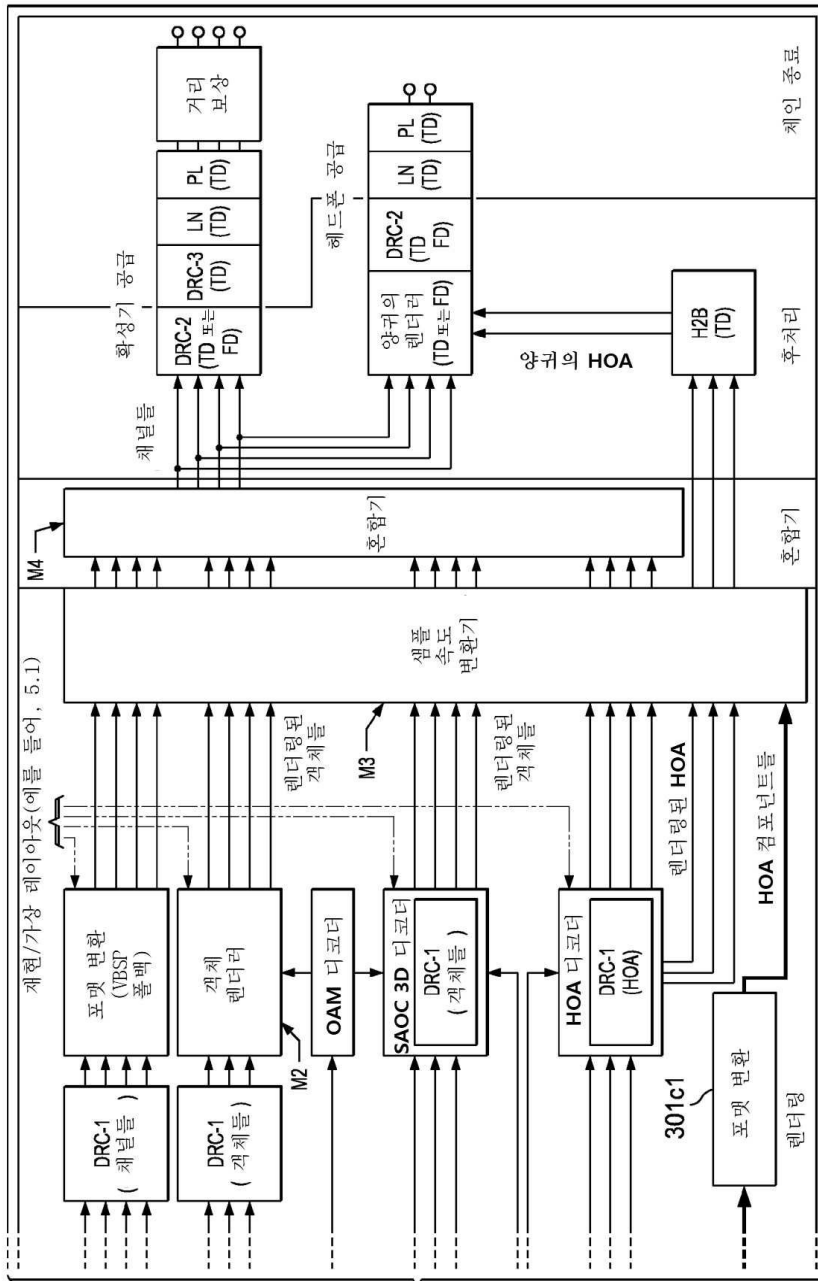 재현/가상 레이아웃(예를 들어, 5.1)
DRC-1
(채널들)
포맷 변환
(VBSP
폴백)
DRC-1
(객체들)
객체
렌더러
M2
OAM 디코더
SAOC 3D 디코더
DRC-1
(객체들)
HOA 디코더
DRC-1
(HOA)
301c1
포맷 변환
렌더링
렌더링된
객체들
M3
렌더링된
객체들
렌더링된 HOA
HOA 컴포넌트들
샘플
속도
변환기
M4
혼합기
혼합기
채널들
확성기 공급
DRC-2
(TD 또는
FD)
DRC-3
(TD)
LN
(TD)
PL
(TD)
거리
보상
헤드폰 공급
양귀의
렌더러
(TD 또는 FD)
DRC-2
(TD
FD)
LN
(TD)
PL
(TD)
양귀의 HOA
H2B
(TD)
후처리
체인 종료